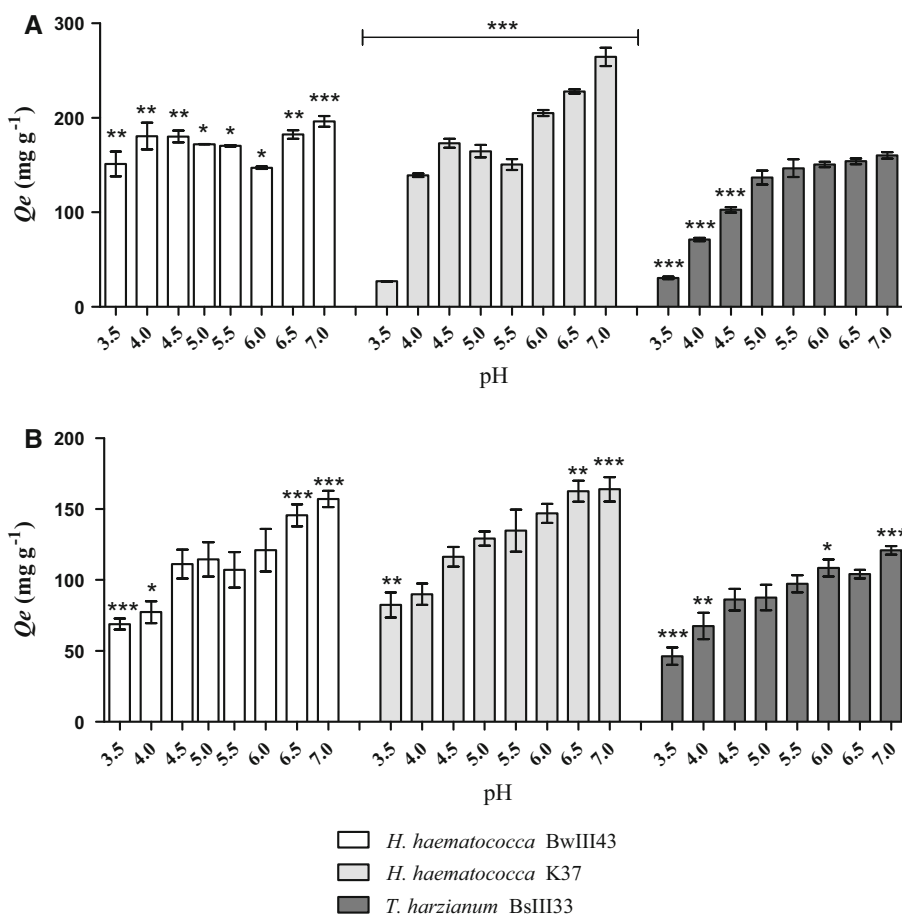 A
300
200
100
0
Qe (mg g-1)
** ** ** * * * ** ***
***
*** *** ***
3.5 4.0 4.5 5.0 5.5 6.0 6.5 7.0 3.5 4.0 4.5 5.0 5.5 6.0 6.5 7.0 3.5 4.0 4.5 5.0 5.5 6.0 6.5 7.0
pH
B
200
150
100
50
0
Qe (mg g-1)
*** * *** ***
** ** ***
*** ** * ***
3.5 4.0 4.5 5.0 5.5 6.0 6.5 7.0 3.5 4.0 4.5 5.0 5.5 6.0 6.5 7.0 3.5 4.0 4.5 5.0 5.5 6.0 6.5 7.0
pH
H. haematococca BwIII43
H. haematococca K37
T. harzianum BsIII33